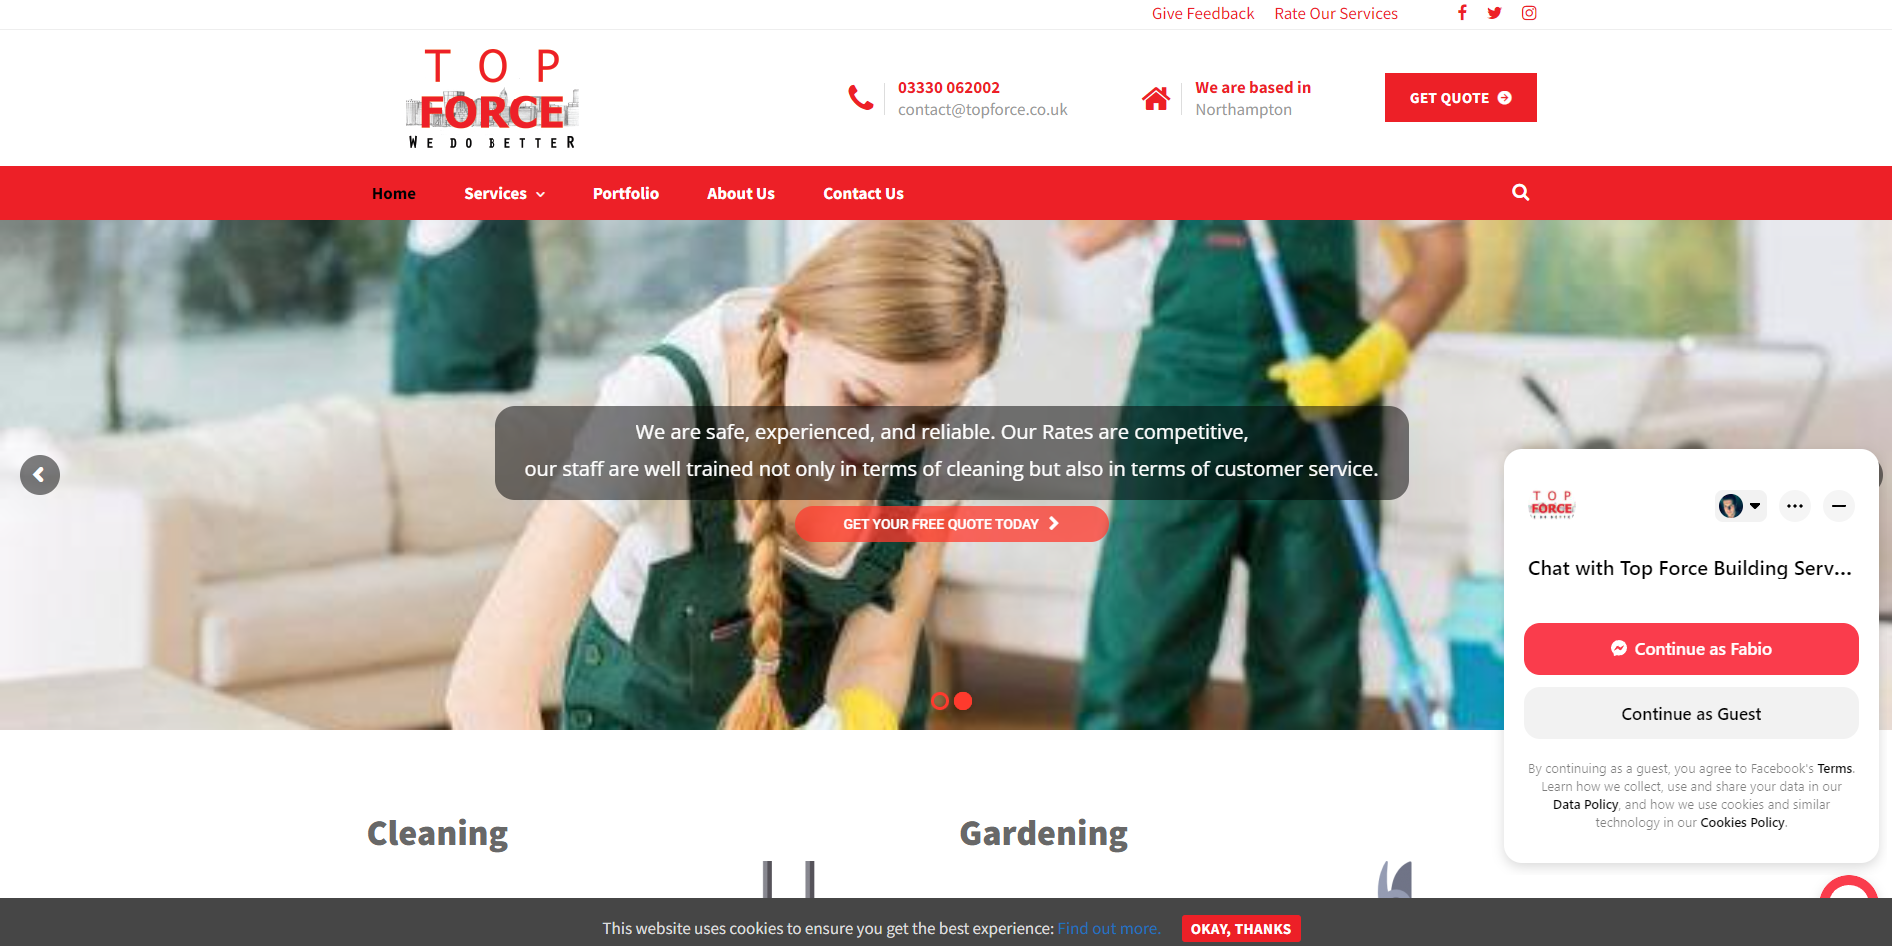 Give Feedback Rate Our Services
TOP
FORCE
WE DO BETTER
03330 062002
contact@topforce.co.uk
We are based in
Northampton
GET QUOTE
Home Services Portfolio About Us Contact Us
We are safe, experienced, and reliable. Our Rates are competitive,
our staff are well trained not only in terms of cleaning but also in terms of customer service.
GET YOUR FREE QUOTE TODAY
TOP
FORCE
Chat with Top Force Building Serv...
Continue as Fabio
Continue as Guest
By continuing as a guest, you agree to Facebook's Terms.
Learn how we collect, use and share your data in our
Data Policy, and how we use cookies and similar
technology in our Cookies Policy.
Cleaning
Gardening
This website uses cookies to ensure you get the best experience: Find out more. OKAY, THANKS